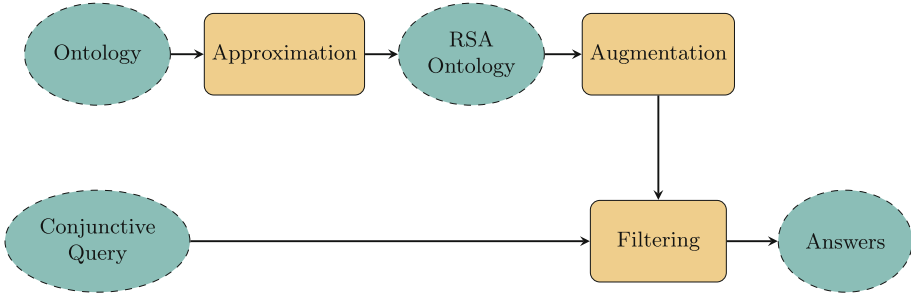 Ontology
Approximation
RSA
Ontology
Augmentation
Conjunctive
Query
Filtering
Answers